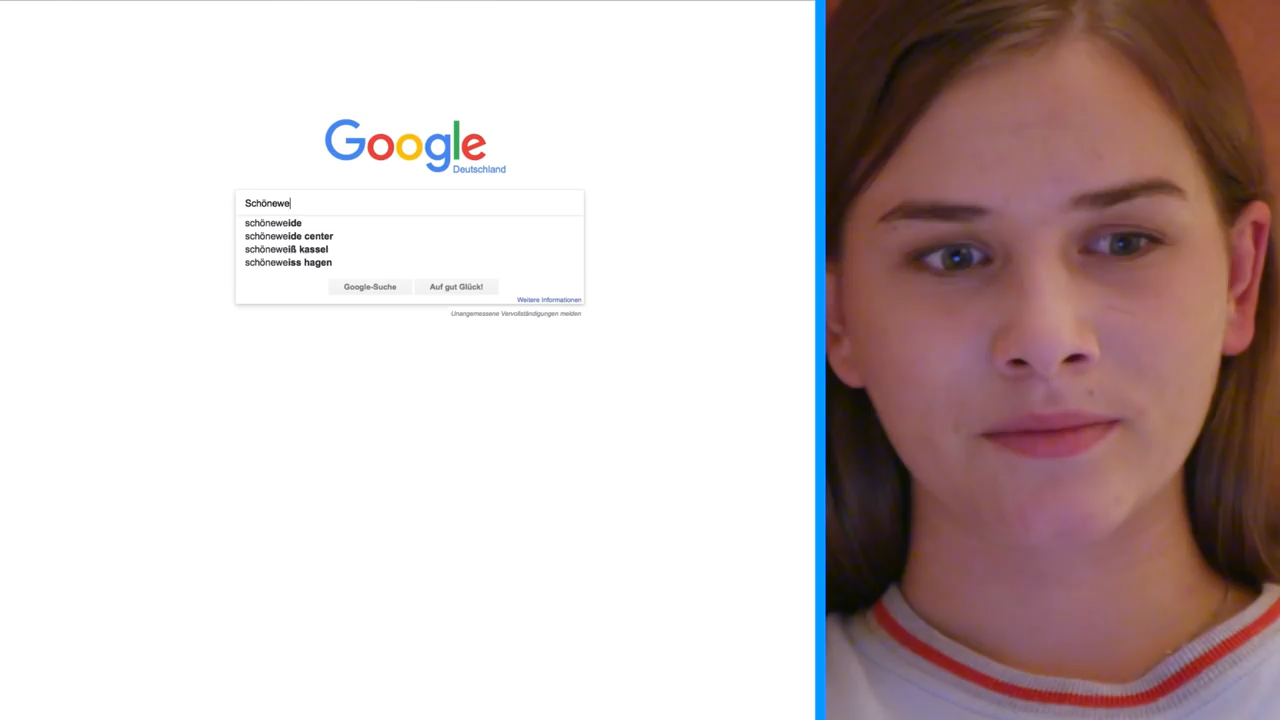 Google
Deutschland
Schönewe
schöneweide
schöneweide center
schöneweiß kassel
schöneweiss hagen
Google-Suche Auf gut Glück!
Weitere Informationen
Unangemessene Vervollständigungen melden